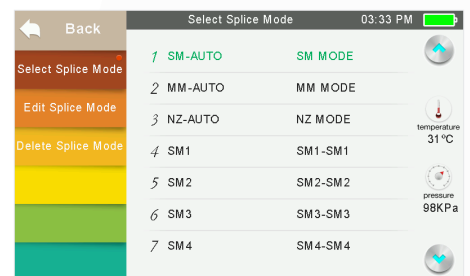 Back
Select Splice Mode 03:33 PM
Select Splice Mode
Edit Splice Mode
Delete Splice Mode
1 SM-AUTO SM MODE
2 MM-AUTO MM MODE
3 NZ-AUTO NZ MODE
4 SM1 SM1-SM1
5 SM2 SM2-SM2
6 SM3 SM3-SM3
7 SM4 SM4-SM4
temperature
31°C
pressure
98KPa